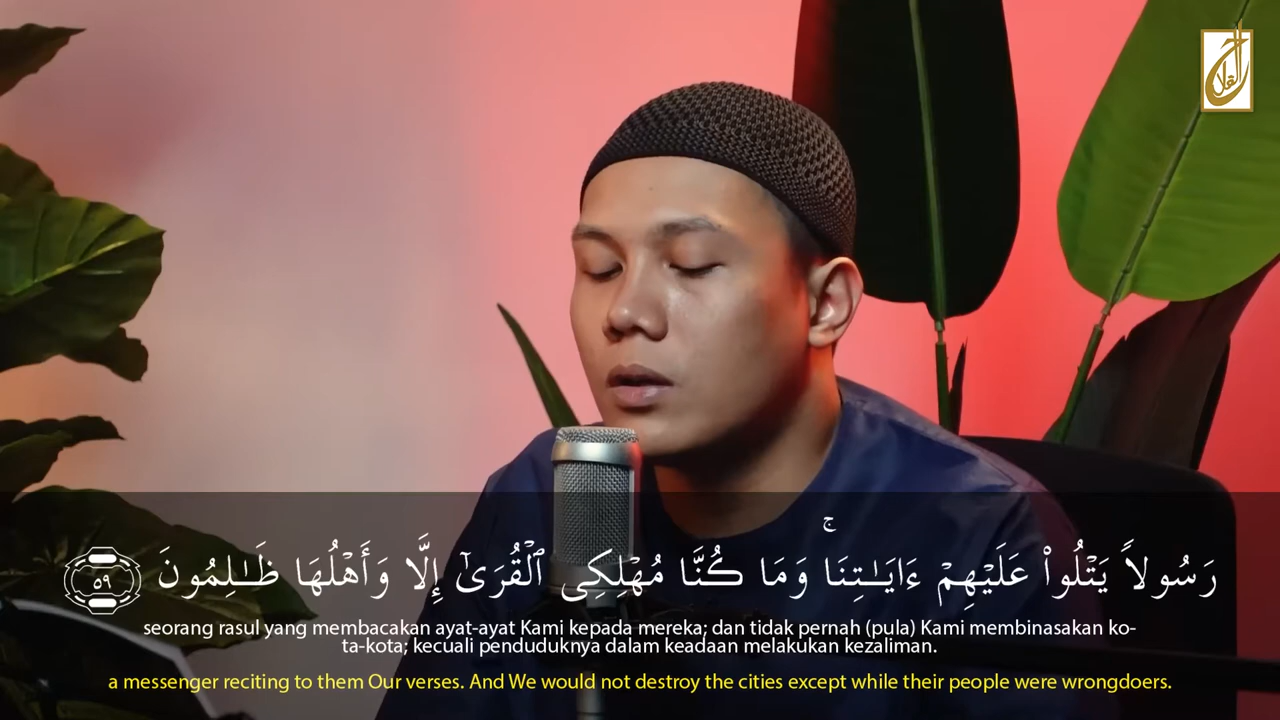 رَسُولاً يَتْلُواْ عَلَيْهِمْ ءَايَـٰتِنَا ۚ وَمَا كُنَّا مُهْلِكِى ٱلْقُرَىٰٓ إِلَّا وَأَهْلُهَا ظَـٰلِمُونَ ٥٩
seorang rasul yang membacakan ayat-ayat Kami kepada mereka; dan tidak pernah (pula) Kami membinasakan ko-
ta-kota; kecuali penduduknya dalam keadaan melakukan kezaliman.
a messenger reciting to them Our verses. And We would not destroy the cities except while their people were wrongdoers.